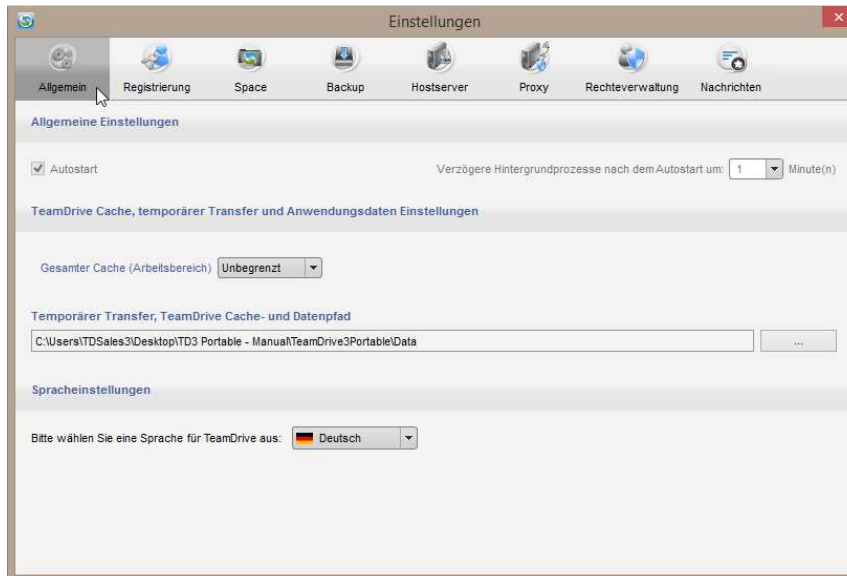 Einstellungen
Allgemein Registrierung Space Backup Hostserver Proxy Rechteverwaltung Nachrichten
Allgemeine Einstellungen
Autostart Verzögere Hintergrundprozesse nach dem Autostart um: 1 Minute(n)
TeamDrive Cache, temporärer Transfer und Anwendungsdaten Einstellungen
Gesamter Cache (Arbeitsbereich) Unbegrenzt
Temporärer Transfer, TeamDrive Cache- und Datenpfad
C:\Users\TDSales3\Desktop\TD3 Portable - Manual\TeamDrive3Portable\Data ...
Spracheinstellungen
Bitte wählen Sie eine Sprache für TeamDrive aus: Deutsch